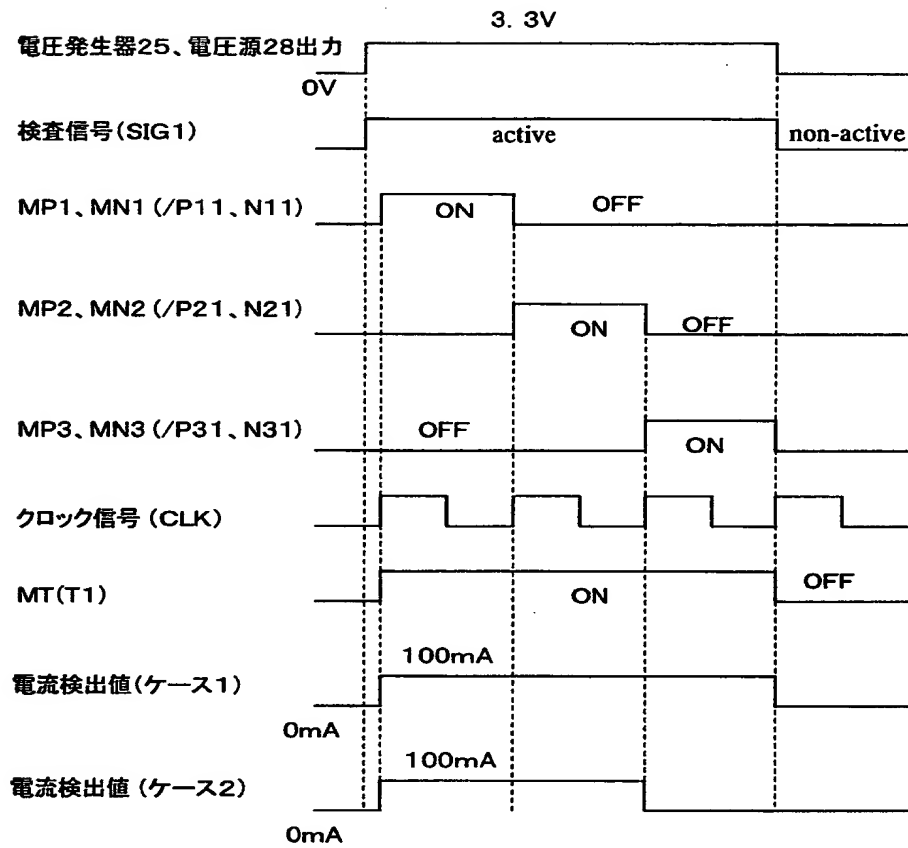 3. 3V
電圧発生器25、電圧源28出力
0V
検査信号(SIG1)
active
non-active
MP1、MN1 (/P11、N11)
ON
OFF
MP2、MN2 (/P21、N21)
ON
OFF
MP3、MN3 (/P31、N31)
OFF
ON
クロック信号 (CLK)
MT(T1)
ON
OFF
100mA
電流検出値(ケース1)
0mA
100mA
電流検出値 (ケース2)
0mA